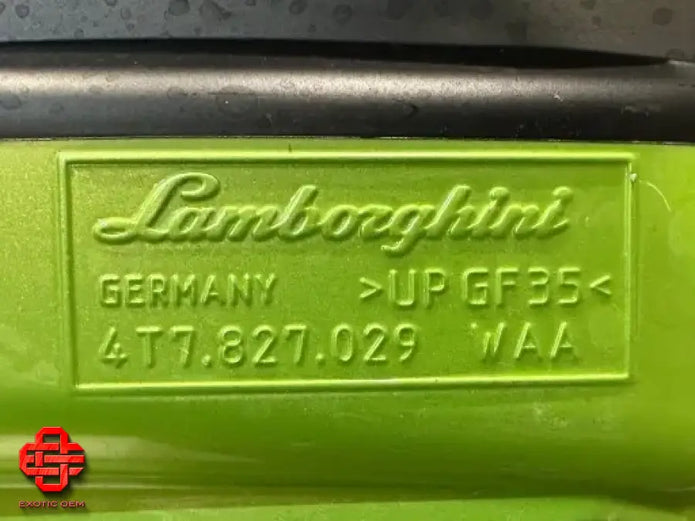 Lamborghini
GERMANY >UP GF35<
4T7.827.029 WAA
EXOTIC OEM